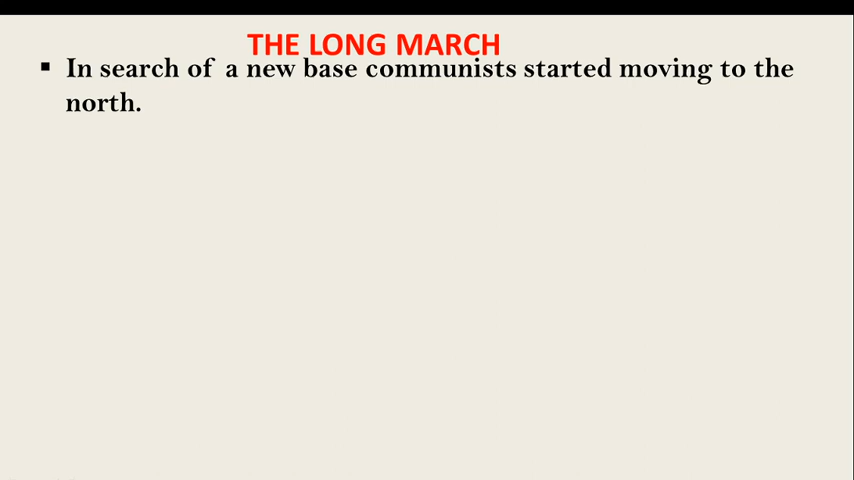 THE LONG MARCH
▪ In search of a new base communists started moving to the
north.